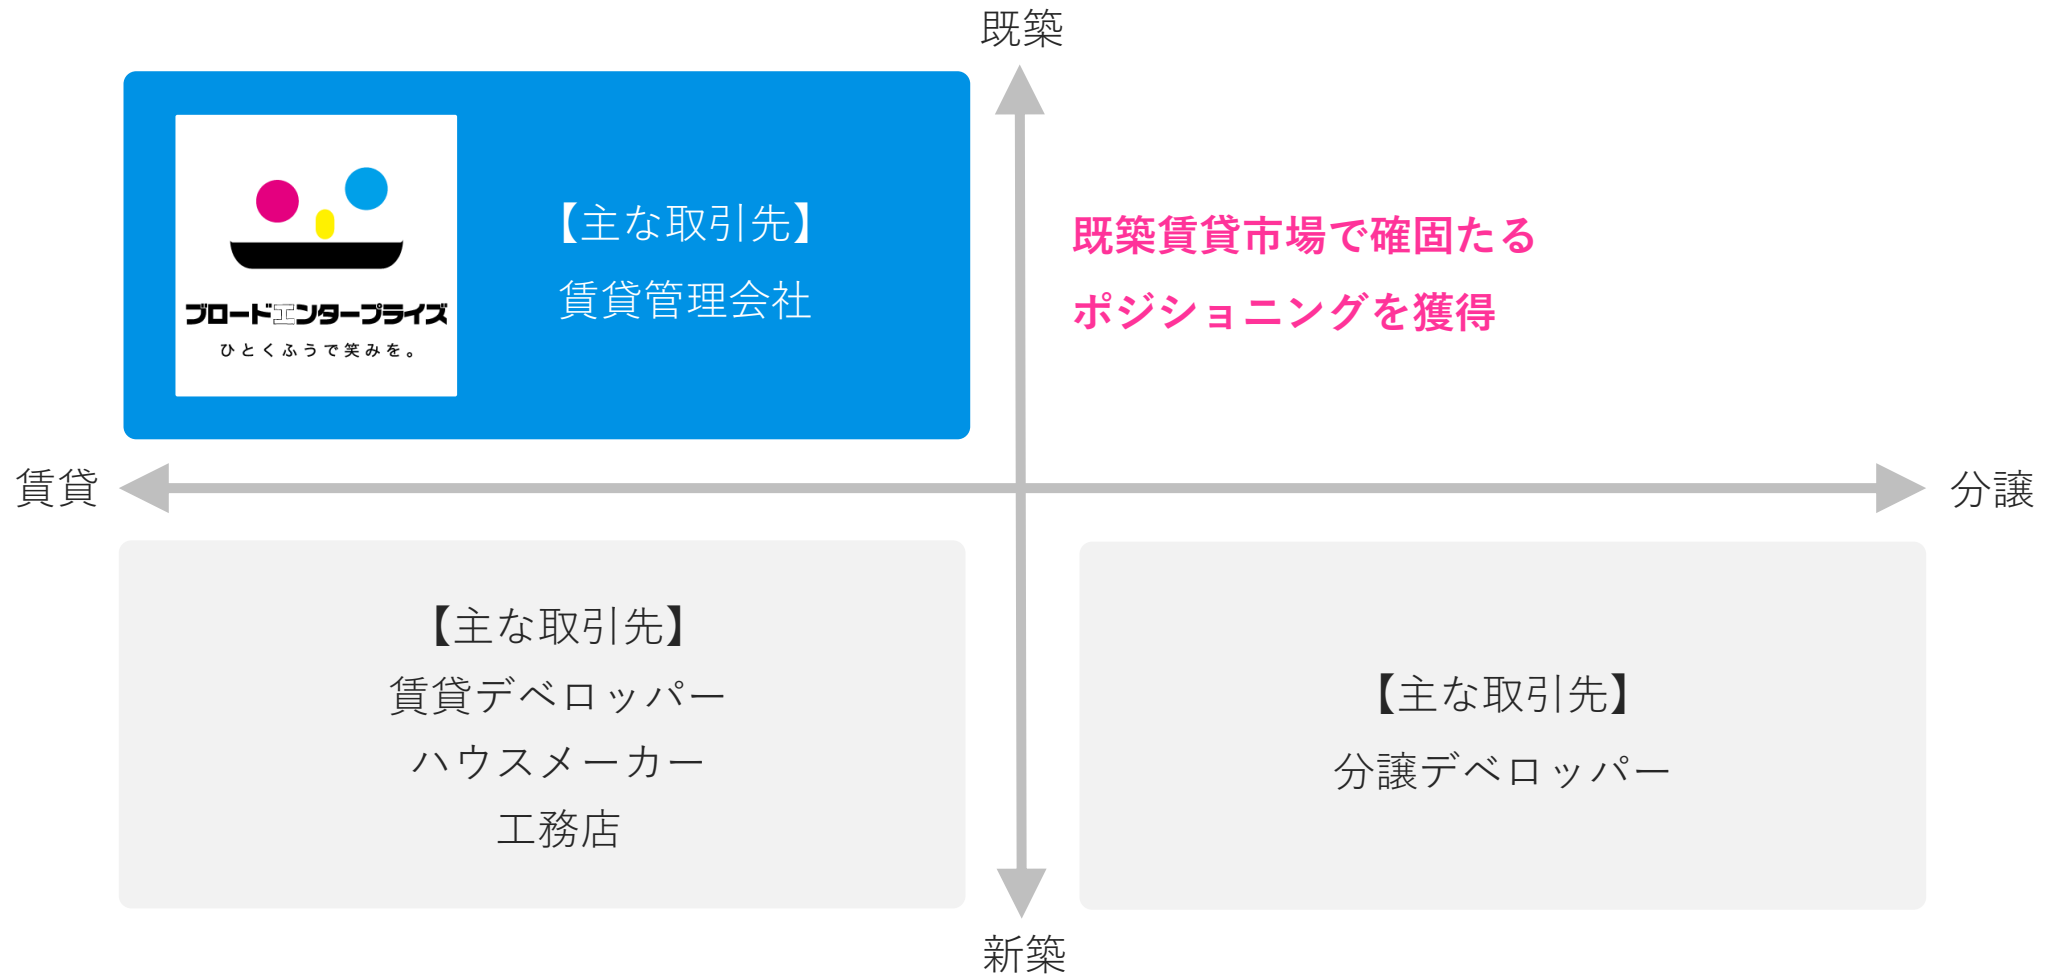 既築
【主な取引先】
賃貸管理会社
ブロードエンタープライズ
ひとくふうで笑みを。
既築賃貸市場で確固たる
ポジショニングを獲得
賃貸
分譲
【主な取引先】
賃貸デベロッパー
ハウスメーカー
工務店
【主な取引先】
分譲デベロッパー
新築